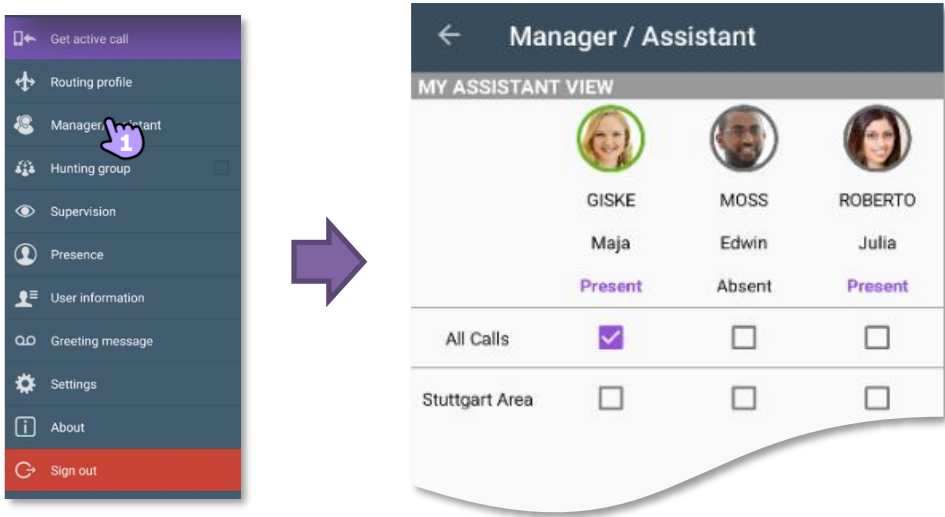 Get active call
Routing profile
Manager/Assistant
1
Hunting group
Supervision
Presence
User information
Greeting message
Settings
About
Sign out
Manager / Assistant
MY ASSISTANT VIEW
GISKE MOSS ROBERTO
Maja Edwin Julia
Present Absent Present
All Calls
Stuttgart Area